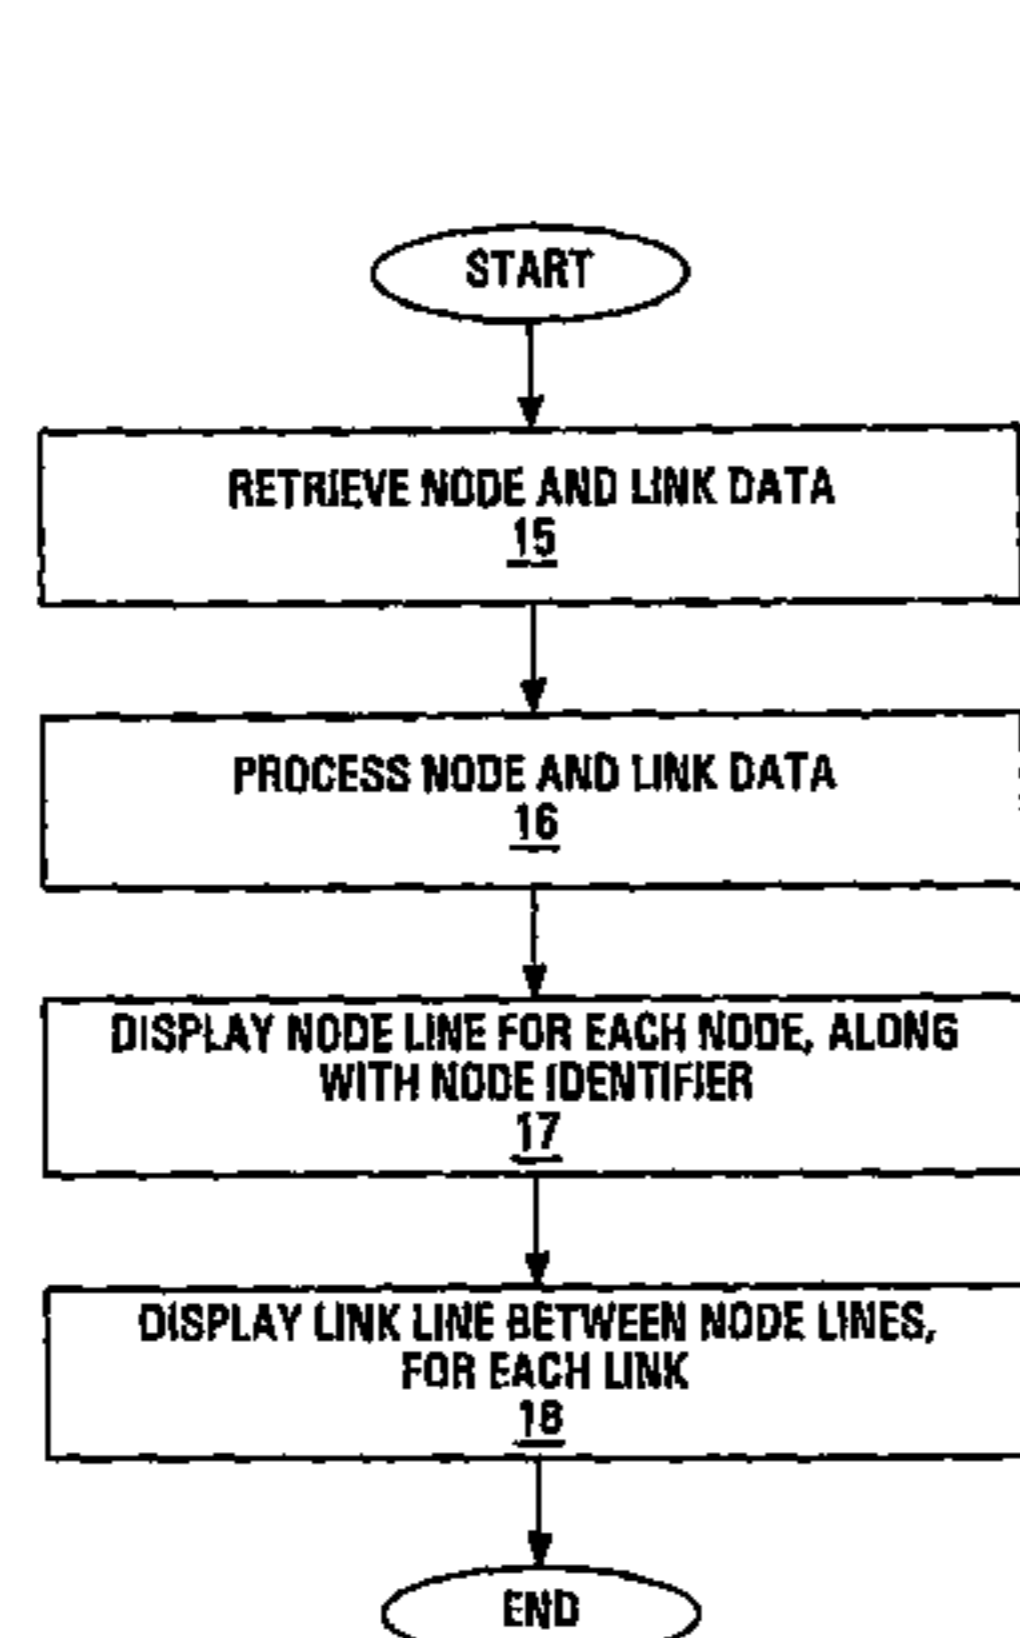 START
RETRIEVE NODE AND LINK DATA
15
PROCESS NODE AND LINK DATA
16
DISPLAY NODE LINE FOR EACH NODE, ALONG
WITH NODE IDENTIFIER
17
DISPLAY LINK LINE BETWEEN NODE LINES,
FOR EACH LINK
18
END